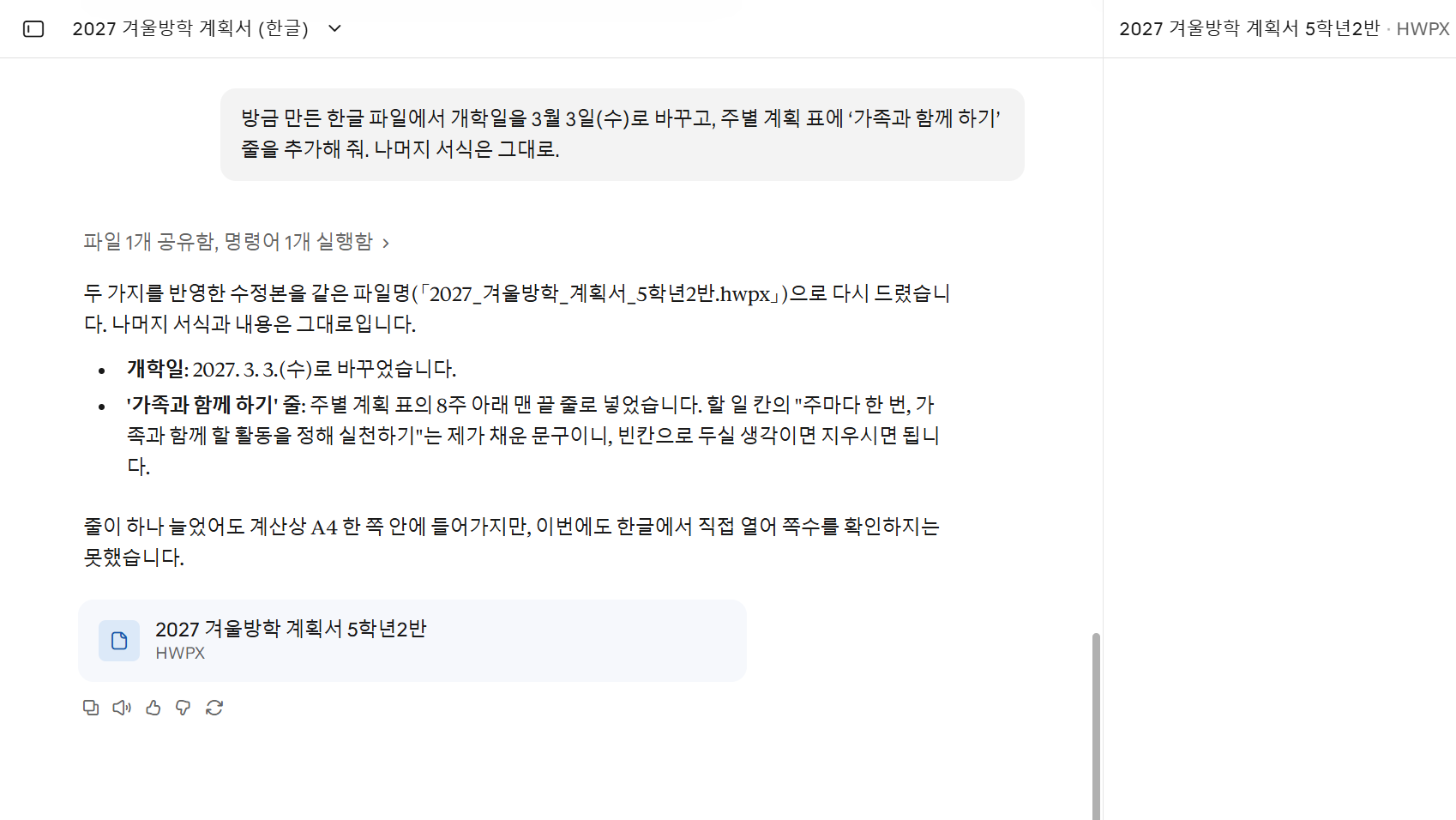 2027 겨울방학 계획서 (한글)
2027 겨울방학 계획서 5학년2반 · HWPX
방금 만든 한글 파일에서 개학일을 3월 3일(수)로 바꾸고, 주별 계획 표에 ‘가족과 함께 하기’
줄을 추가해 줘. 나머지 서식은 그대로.
파일 1개 공유함, 명령어 1개 실행함 ›
두 가지를 반영한 수정본을 같은 파일명(「2027_겨울방학_계획서_5학년2반.hwpx」)으로 다시 드렸습니
다. 나머지 서식과 내용은 그대로입니다.
• 개학일: 2027. 3. 3.(수)로 바꾸었습니다.
• '가족과 함께 하기' 줄: 주별 계획 표의 8주 아래 맨 끝 줄로 넣었습니다. 할 일 칸의 "주마다 한 번, 가
족과 함께 할 활동을 정해 실천하기"는 제가 채운 문구이니, 빈칸으로 두실 생각이면 지우시면 됩니
다.
줄이 하나 늘었어도 계산상 A4 한 쪽 안에 들어가지만, 이번에도 한글에서 직접 열어 쪽수를 확인하지는
못했습니다.
2027 겨울방학 계획서 5학년2반
HWPX